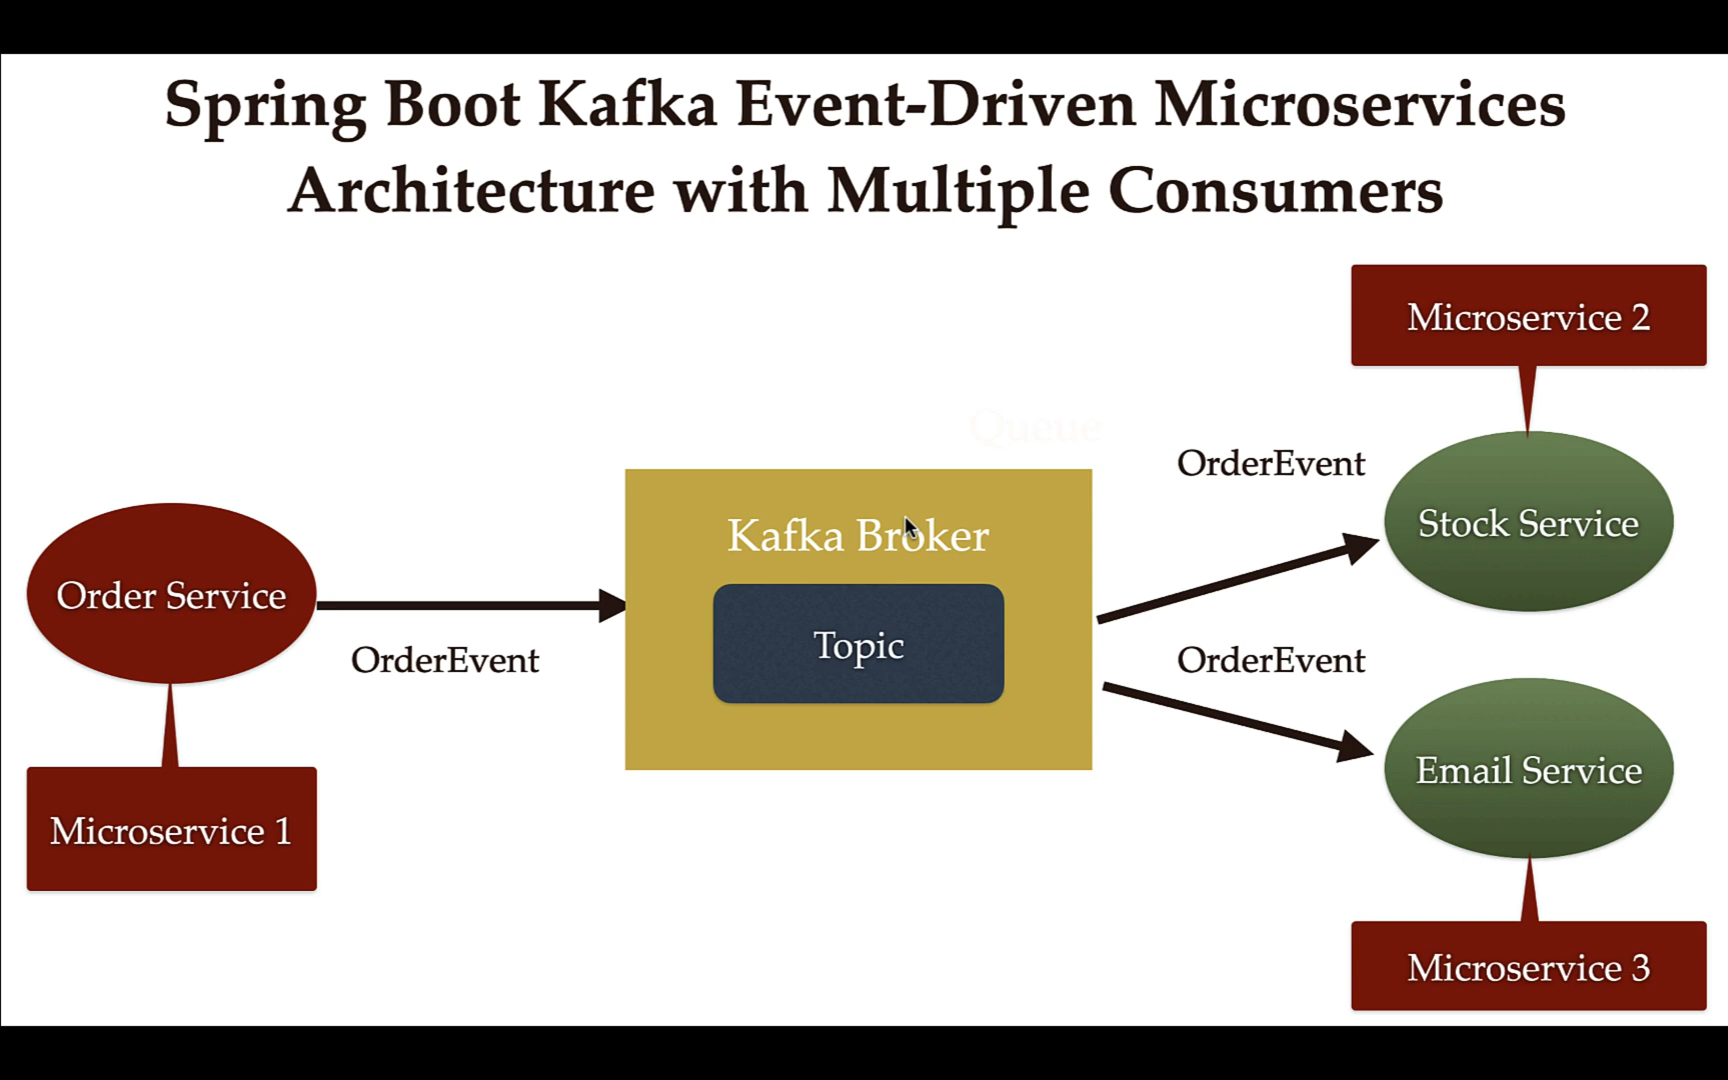 Spring Boot Kafka Event-Driven Microservices
Architecture with Multiple Consumers
Microservice 2
Queue
OrderEvent
Stock Service
Kafka Broker
Order Service
Topic
OrderEvent
OrderEvent
Email Service
Microservice 1
Microservice 3